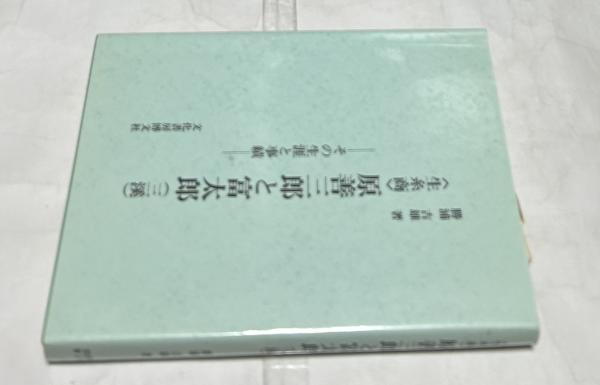 勝浦吉雄 著
〈生糸商〉原善三郎と富太郎(三溪)
―その生涯と事績―
文化書房博文社